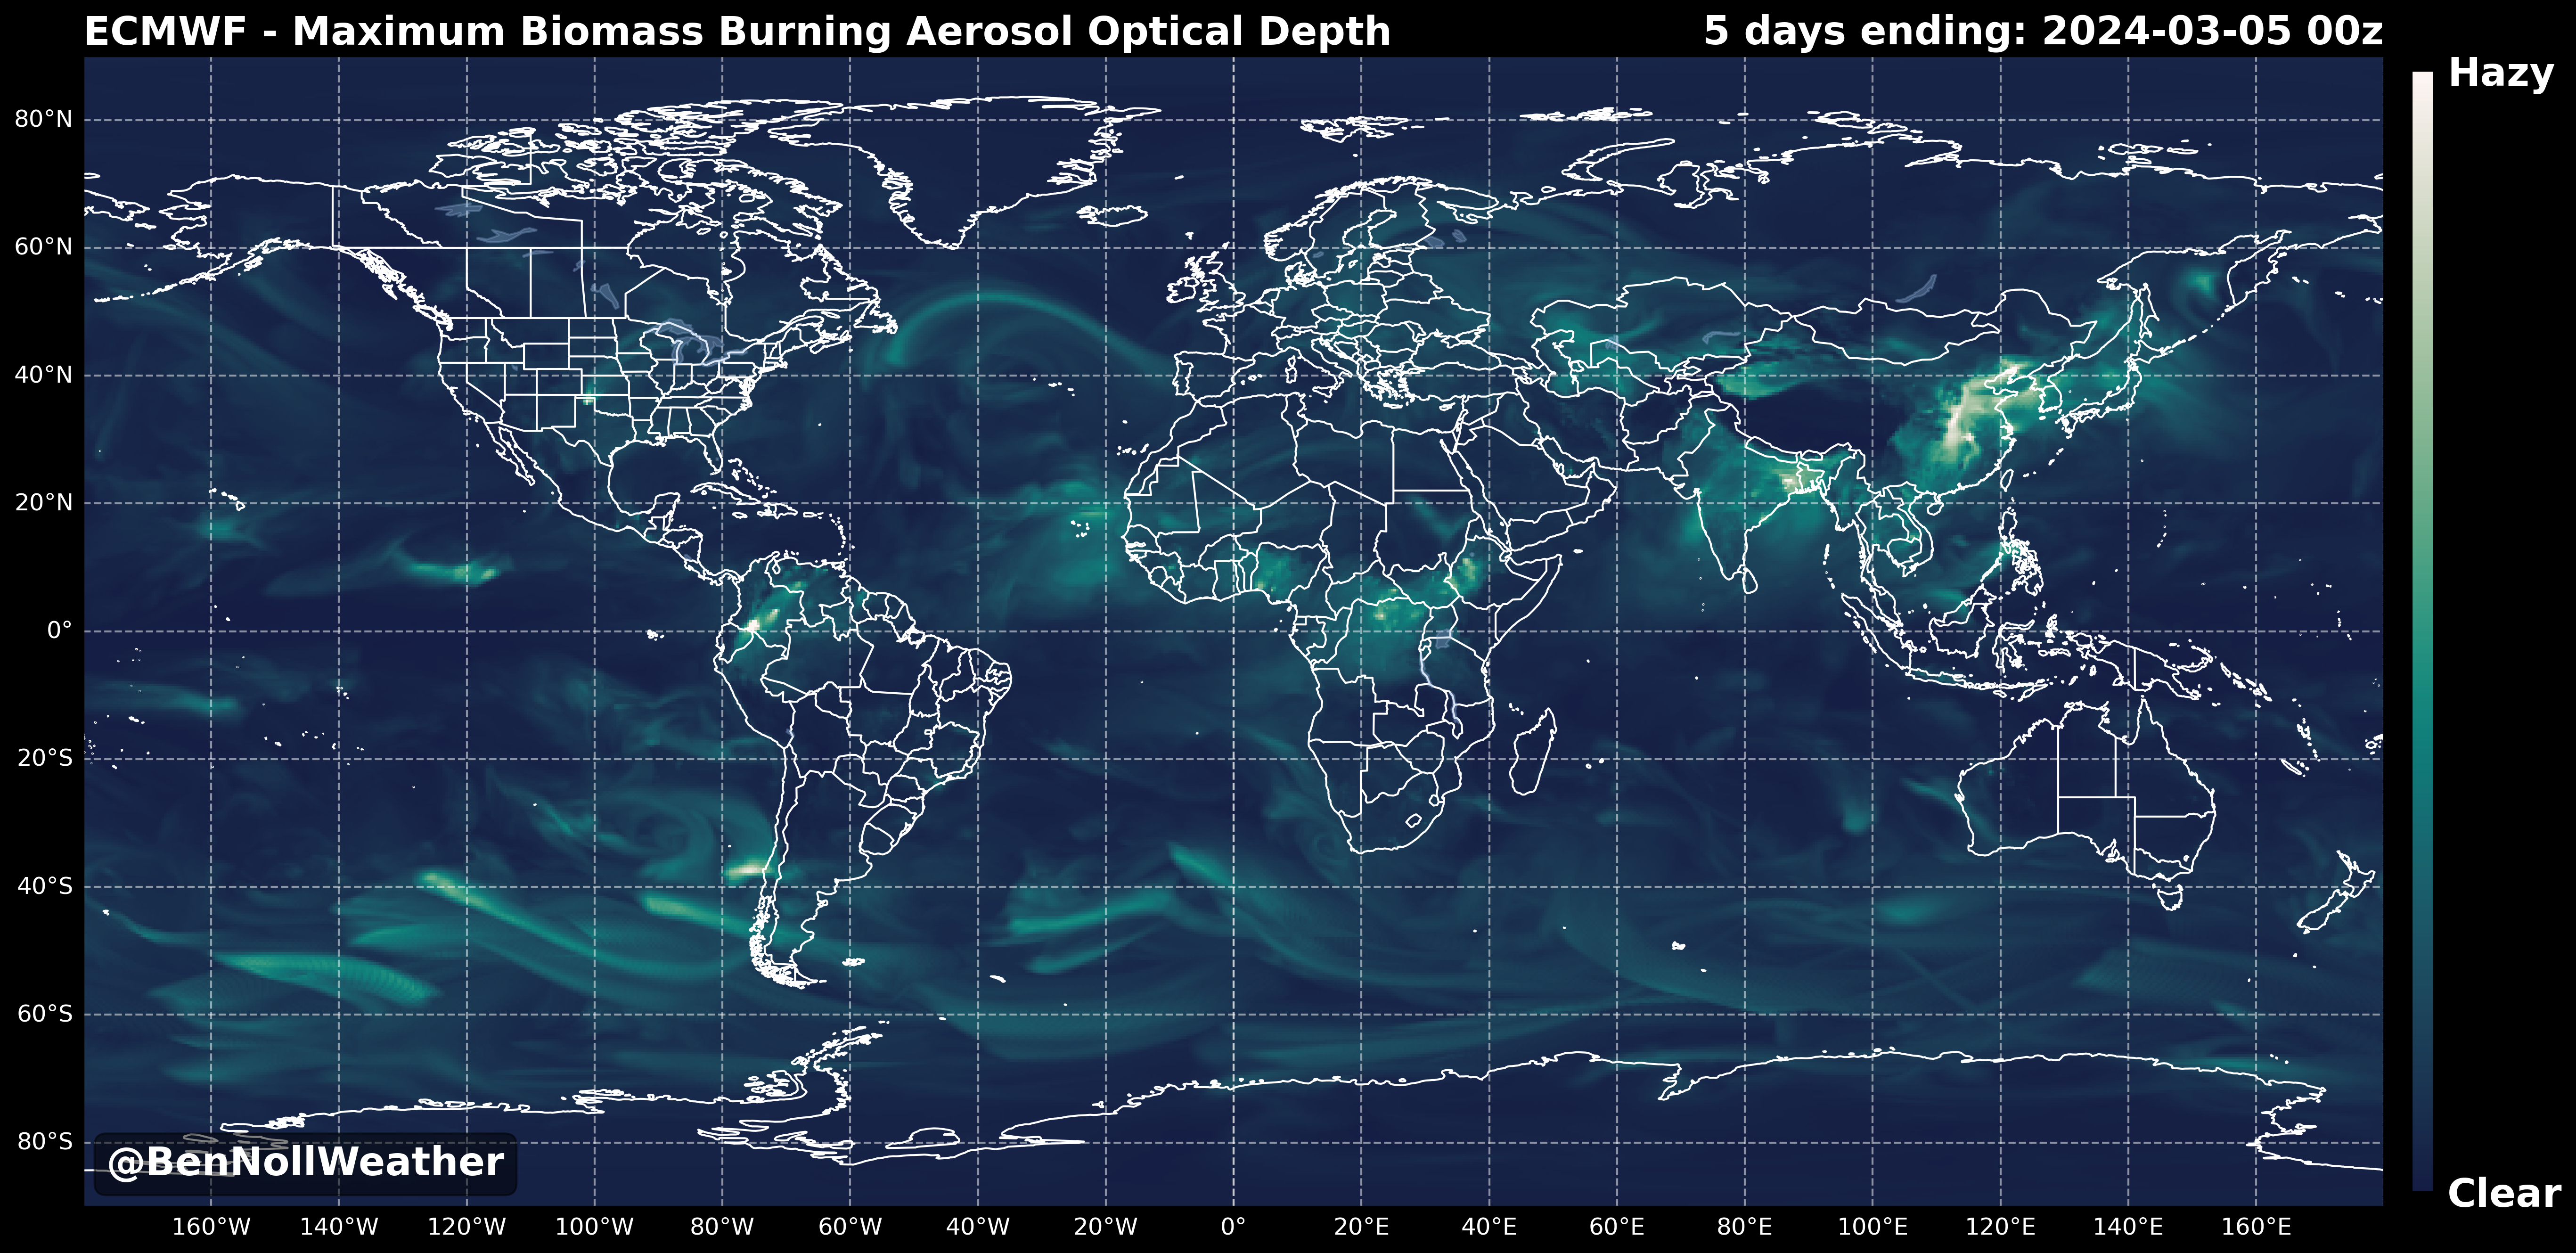 ECMWF - Maximum Biomass Burning Aerosol Optical Depth
5 days ending: 2024-03-05 00z
Hazy
80°N
60°N
40°N
20°N
0°
20°S
40°S
60°S
80°S
@BenNollWeather
Clear
160°W 140°W 120°W 100°W 80°W 60°W 40°W 20°W 0° 20°E 40°E 60°E 80°E 100°E 120°E 140°E 160°E